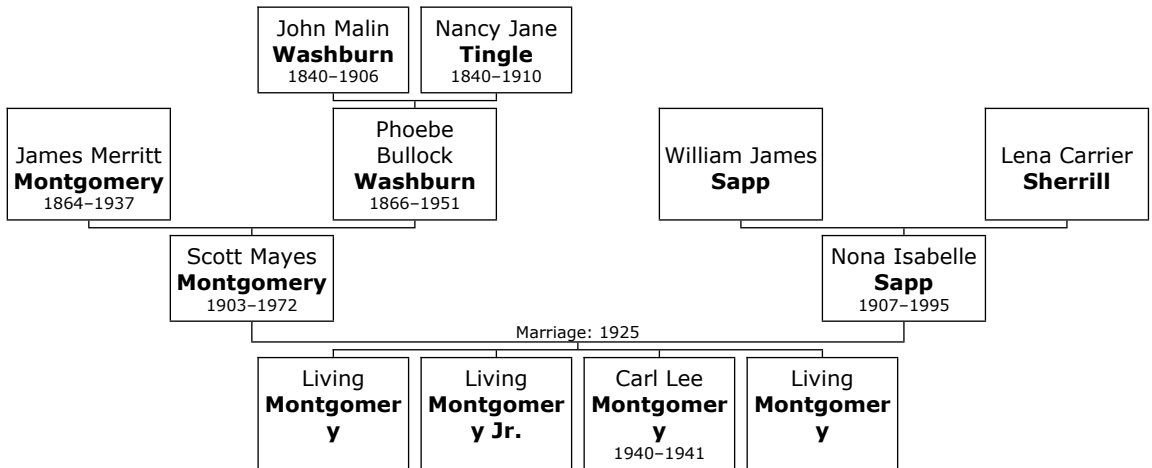 John Malin
Washburn
1840–1906
Nancy Jane
Tingle
1840–1910
James Merritt
Montgomery
1864–1937
Phoebe
Bullock
Washburn
1866–1951
William James
Sapp
Lena Carrier
Sherrill
Scott Mayes
Montgomery
1903–1972
Nona Isabelle
Sapp
1907–1995
Marriage: 1925
Living
Montgomer
y
Living
Montgomer
y Jr.
Carl Lee
Montgomer
y
1940–1941
Living
Montgomer
y